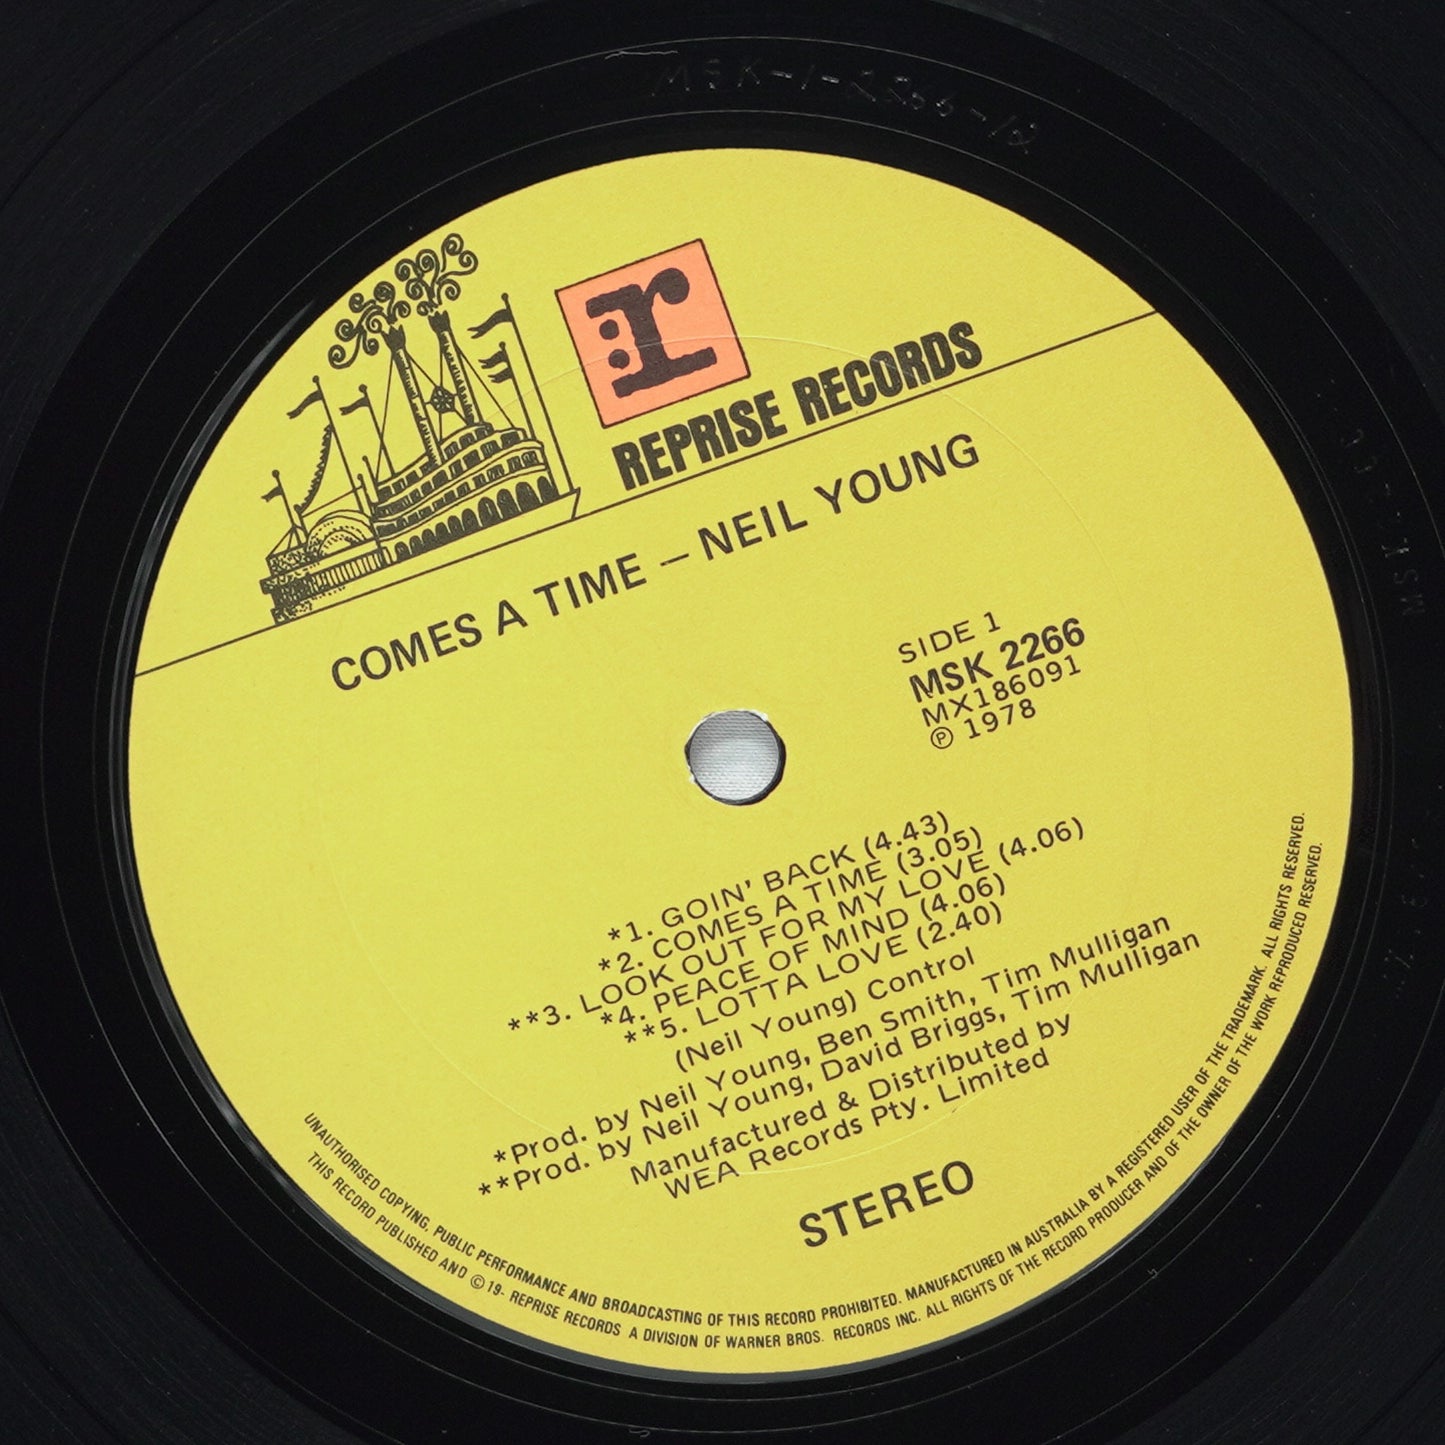 MSK-1-2266-12
r:
REPRISE RECORDS
COMES A TIME — NEIL YOUNG
SIDE 1
MSK 2266
MX186091
℗ 1978
*1. GOIN' BACK (4.43)
*2. COMES A TIME (3.05)
**3. LOOK OUT FOR MY LOVE (4.06)
*4. PEACE OF MIND (4.06)
**5. LOTTA LOVE (2.40)
(Neil Young) Control
*Prod. by Neil Young, Ben Smith, Tim Mulligan
**Prod. by Neil Young, David Briggs, Tim Mulligan
Manufactured & Distributed by
WEA Records Pty. Limited
STEREO
UNAUTHORISED COPYING, PUBLIC PERFORMANCE AND BROADCASTING OF THIS RECORD PROHIBITED. MANUFACTURED IN AUSTRALIA BY A REGISTERED USER OF THE TRADEMARK. ALL RIGHTS RESERVED.
THIS RECORD PUBLISHED AND ©19- REPRISE RECORDS A DIVISION OF WARNER BROS. RECORDS INC. ALL RIGHTS OF THE RECORD PRODUCER AND OF THE OWNER OF THE WORK REPRODUCED RESERVED.